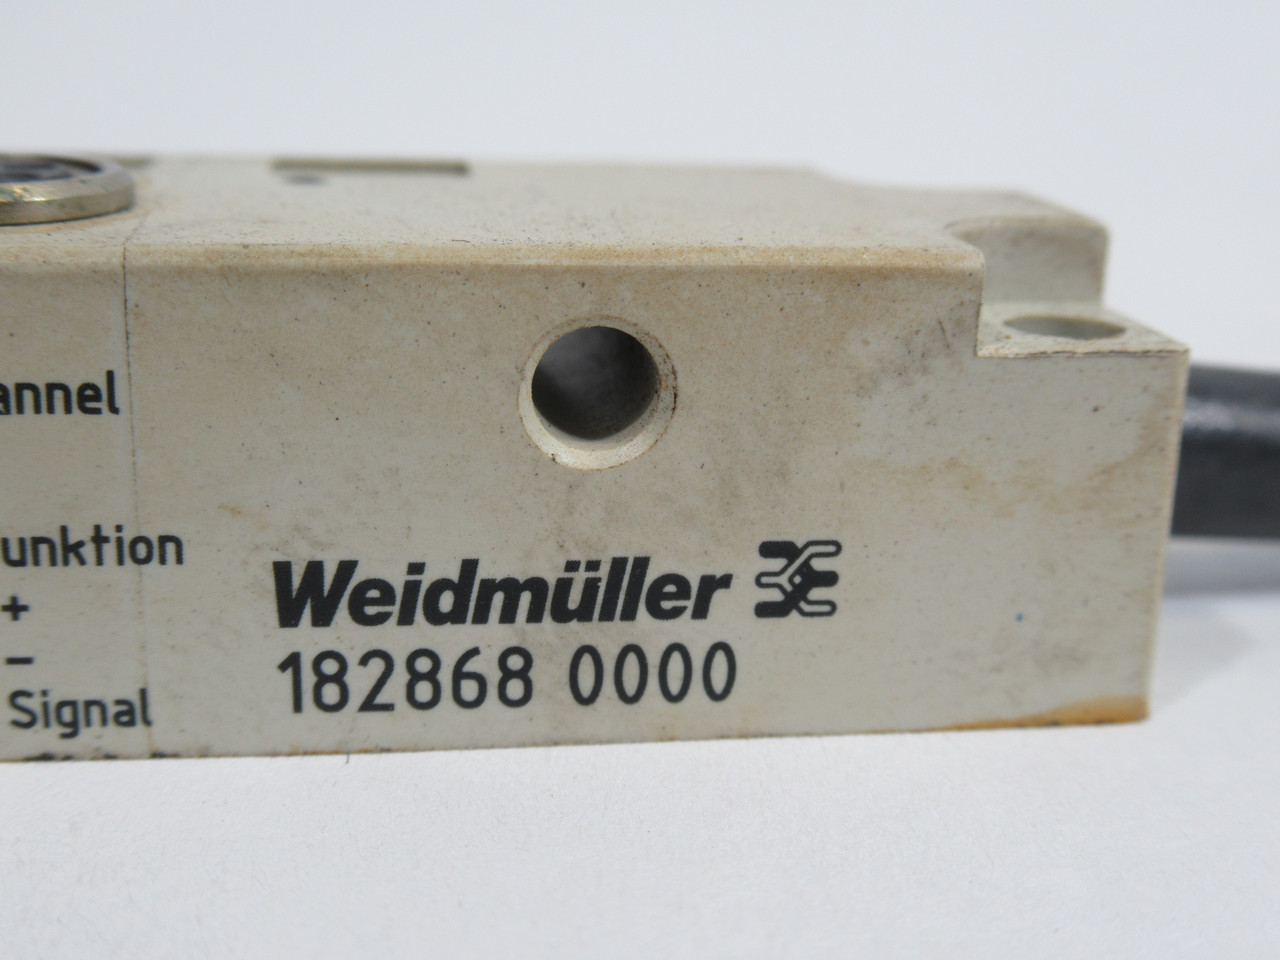 annel
unktion
+
-
Signal
Weidmüller
182868 0000